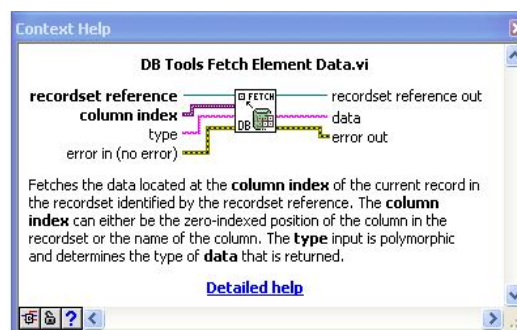 Context Help
DB Tools Fetch Element Data.vi
recordset reference
column index
type
error in (no error)
FETCH
DB
recordset reference out
data
error out
Fetches the data located at the column index of the current record in
the recordset identified by the recordset reference. The column
index can either be the zero-indexed position of the column in the
recordset or the name of the column. The type input is polymorphic
and determines the type of data that is returned.
Detailed help
?